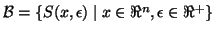 ℬ = {S(x, ϵ) | x ∈ ℜⁿ, ϵ ∈ ℜ⁺}